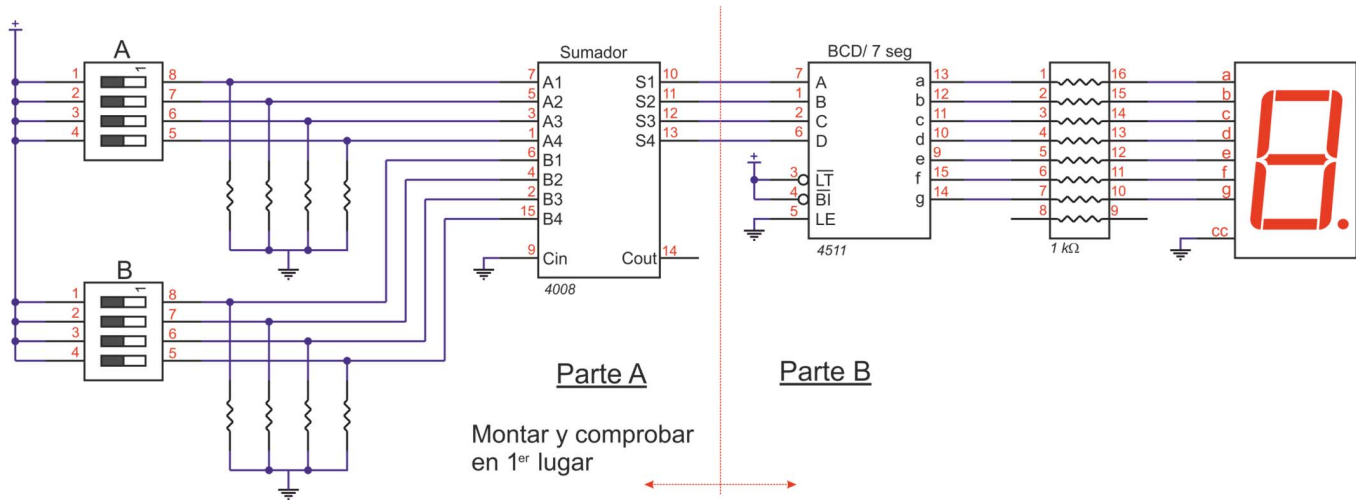 +
A
1 1 8
2 7
3 6
4 5
B
1 1 8
2 7
3 6
4 5
Sumador
7 A1 S1 10
5 A2 S2 11
3 A3 S3 12
1 A4 S4 13
6 B1
4 B2
2 B3
15 B4
9 Cin Cout 14
4008
BCD/ 7 seg
7 A a 13
1 B b 12
2 C c 11
6 D d 10
e 9
+
3 LT f 15
4 BI g 14
5 LE
4511
1 16
2 15
3 14
4 13
5 12
6 11
7 10
8 9
1 kΩ
a
b
c
d
e
f
g
cc
Parte A
Parte B
Montar y comprobar
en 1er lugar